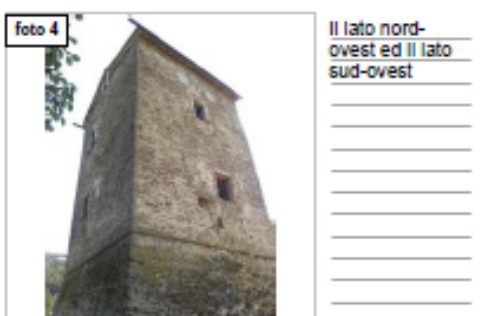 foto 4
Il lato nord-
ovest ed il lato
sud-ovest